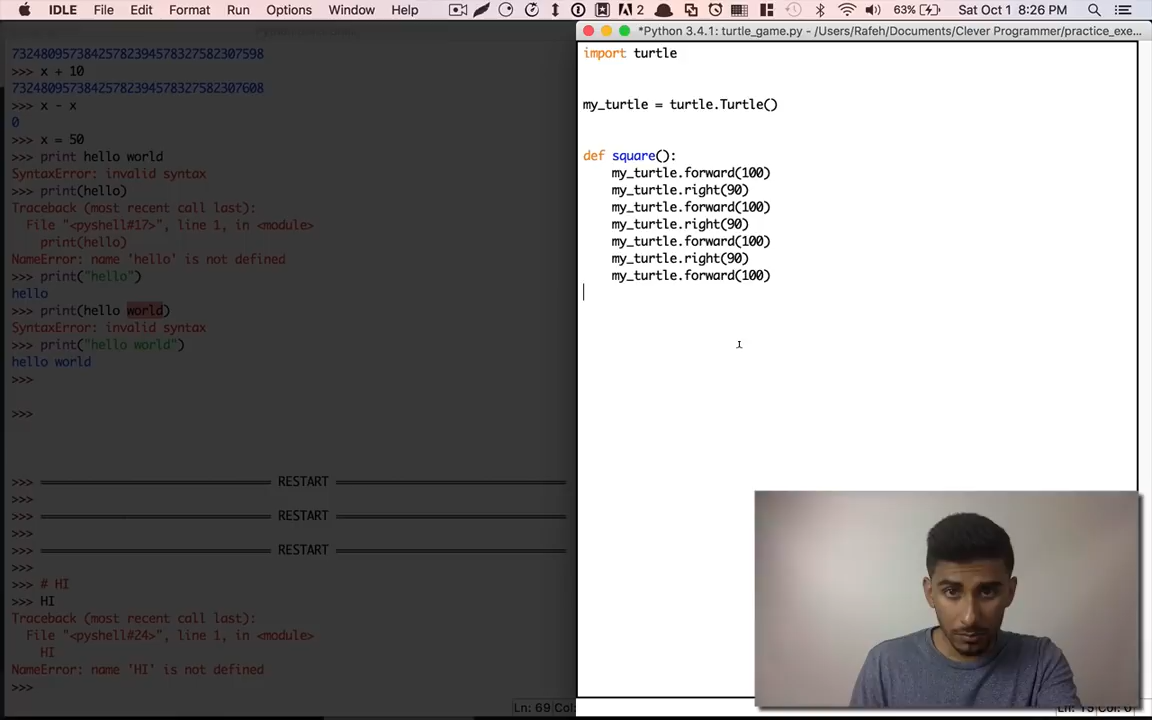 IDLE File Edit Format Run Options Window Help
2 63% Sat Oct 1 8:26 PM
73248095738425782394578327582307598
>>> x + 10
73248095738425782394578327582307608
>>> x - x
0
>>> x = 50
>>> print hello world
SyntaxError: invalid syntax
>>> print(hello)
Traceback (most recent call last):
File "<pyshell#17>", line 1, in <module>
print(hello)
NameError: name 'hello' is not defined
>>> print("hello")
hello
>>> print(hello world)
SyntaxError: invalid syntax
>>> print("hello world")
hello world
>>>
>>>
>>> RESTART
>>>
>>> RESTART
>>>
>>> RESTART
>>>
>>> # HI
>>> HI
Traceback (most recent call last):
File "<pyshell#24>", line 1, in <module>
HI
NameError: name 'HI' is not defined
>>>
Ln: 69 Col:
*Python 3.4.1: turtle_game.py - /Users/Rafeh/Documents/Clever Programmer/practice_exe...
import turtle
my_turtle = turtle.Turtle()
def square():
my_turtle.forward(100)
my_turtle.right(90)
my_turtle.forward(100)
my_turtle.right(90)
my_turtle.forward(100)
my_turtle.right(90)
my_turtle.forward(100)